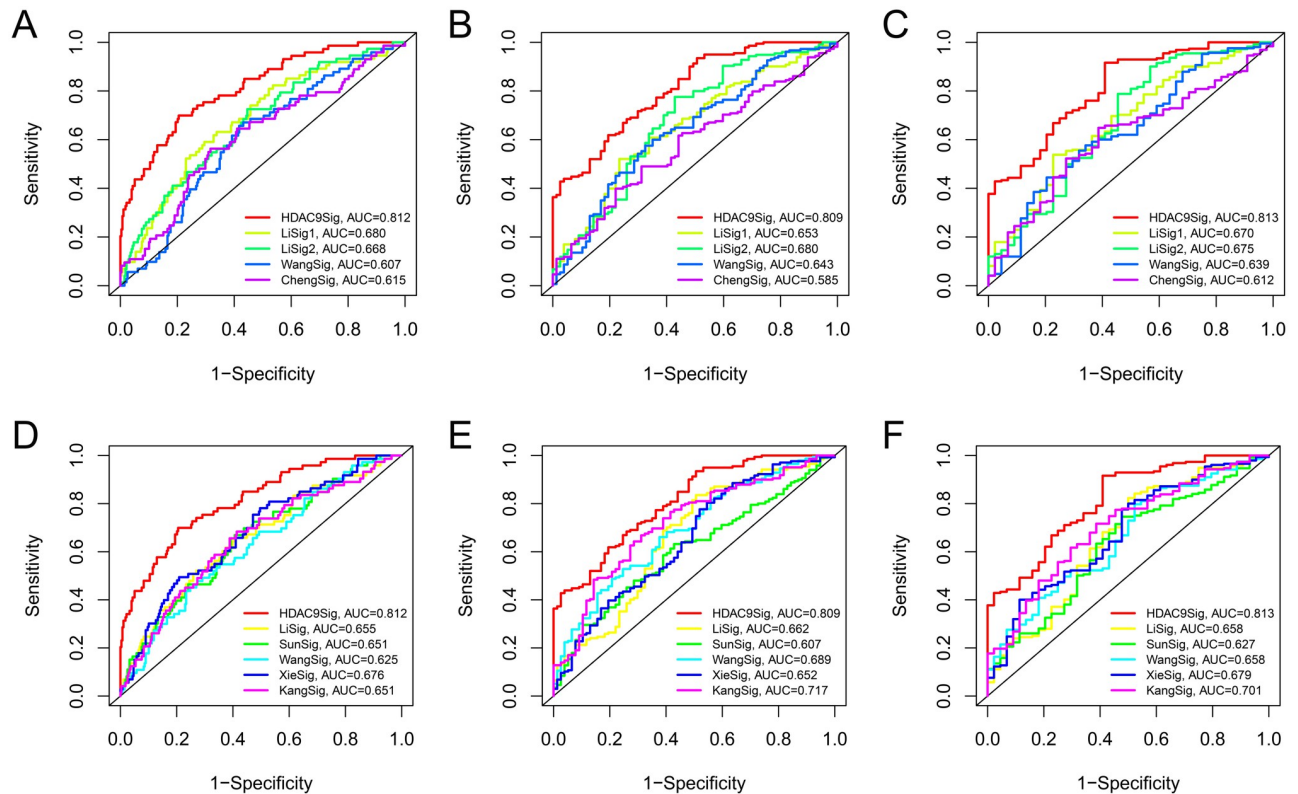 A
Sensitivity
0.0 0.2 0.4 0.6 0.8 1.0
HDAC9Sig, AUC=0.812
LiSig1, AUC=0.680
LiSig2, AUC=0.668
WangSig, AUC=0.607
ChengSig, AUC=0.615
0.0 0.2 0.4 0.6 0.8 1.0
1−Specificity
B
Sensitivity
0.0 0.2 0.4 0.6 0.8 1.0
HDAC9Sig, AUC=0.809
LiSig1, AUC=0.653
LiSig2, AUC=0.680
WangSig, AUC=0.643
ChengSig, AUC=0.585
0.0 0.2 0.4 0.6 0.8 1.0
1−Specificity
C
Sensitivity
0.0 0.2 0.4 0.6 0.8 1.0
HDAC9Sig, AUC=0.813
LiSig1, AUC=0.670
LiSig2, AUC=0.675
WangSig, AUC=0.639
ChengSig, AUC=0.612
0.0 0.2 0.4 0.6 0.8 1.0
1−Specificity
D
Sensitivity
0.0 0.2 0.4 0.6 0.8 1.0
HDAC9Sig, AUC=0.812
LiSig, AUC=0.655
SunSig, AUC=0.651
WangSig, AUC=0.625
XieSig, AUC=0.676
KangSig, AUC=0.651
0.0 0.2 0.4 0.6 0.8 1.0
1−Specificity
E
Sensitivity
0.0 0.2 0.4 0.6 0.8 1.0
HDAC9Sig, AUC=0.809
LiSig, AUC=0.662
SunSig, AUC=0.607
WangSig, AUC=0.689
XieSig, AUC=0.652
KangSig, AUC=0.717
0.0 0.2 0.4 0.6 0.8 1.0
1−Specificity
F
Sensitivity
0.0 0.2 0.4 0.6 0.8 1.0
HDAC9Sig, AUC=0.813
LiSig, AUC=0.658
SunSig, AUC=0.627
WangSig, AUC=0.658
XieSig, AUC=0.679
KangSig, AUC=0.701
0.0 0.2 0.4 0.6 0.8 1.0
1−Specificity